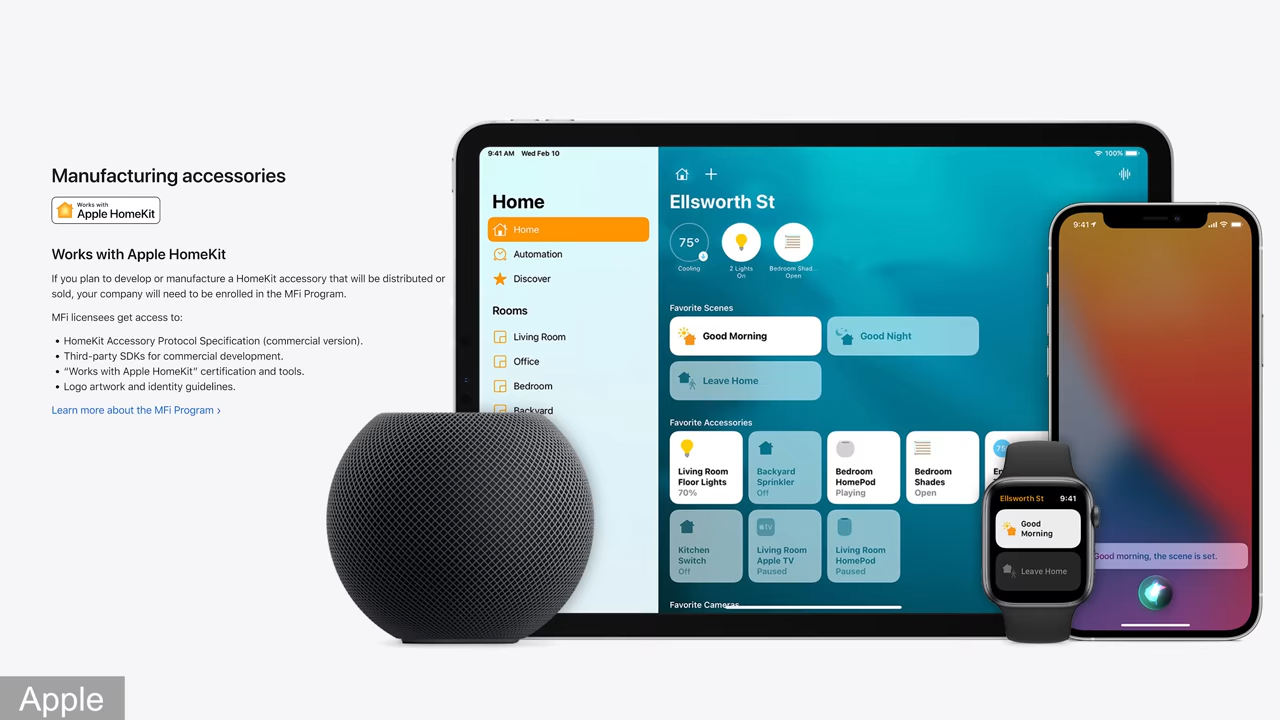 Manufacturing accessories
Works with
Apple HomeKit
Works with Apple HomeKit
If you plan to develop or manufacture a HomeKit accessory that will be distributed or
sold, your company will need to be enrolled in the MFi Program.
MFi licensees get access to:
• HomeKit Accessory Protocol Specification (commercial version).
• Third-party SDKs for commercial development.
• “Works with Apple HomeKit” certification and tools.
• Logo artwork and identity guidelines.
Learn more about the MFi Program ›
9:41 AM Wed Feb 10
Home
Home
Automation
Discover
Rooms
Living Room
Office
Bedroom
Backyard
100%
Ellsworth St
75°
Cooling
2 Lights
On
Bedroom Shad...
Open
Favorite Scenes
Good Morning
Good Night
Leave Home
Favorite Accessories
Living Room
Floor Lights
70%
Backyard
Sprinkler
Off
Bedroom
HomePod
Playing
Bedroom
Shades
Open
Kitchen
Switch
Off
tv
Living Room
Apple TV
Paused
Living Room
HomePod
Paused
Favorite Cameras
Ellsworth St 9:41
Good
Morning
Leave Home
9:41
Good morning, the scene is set.
Apple